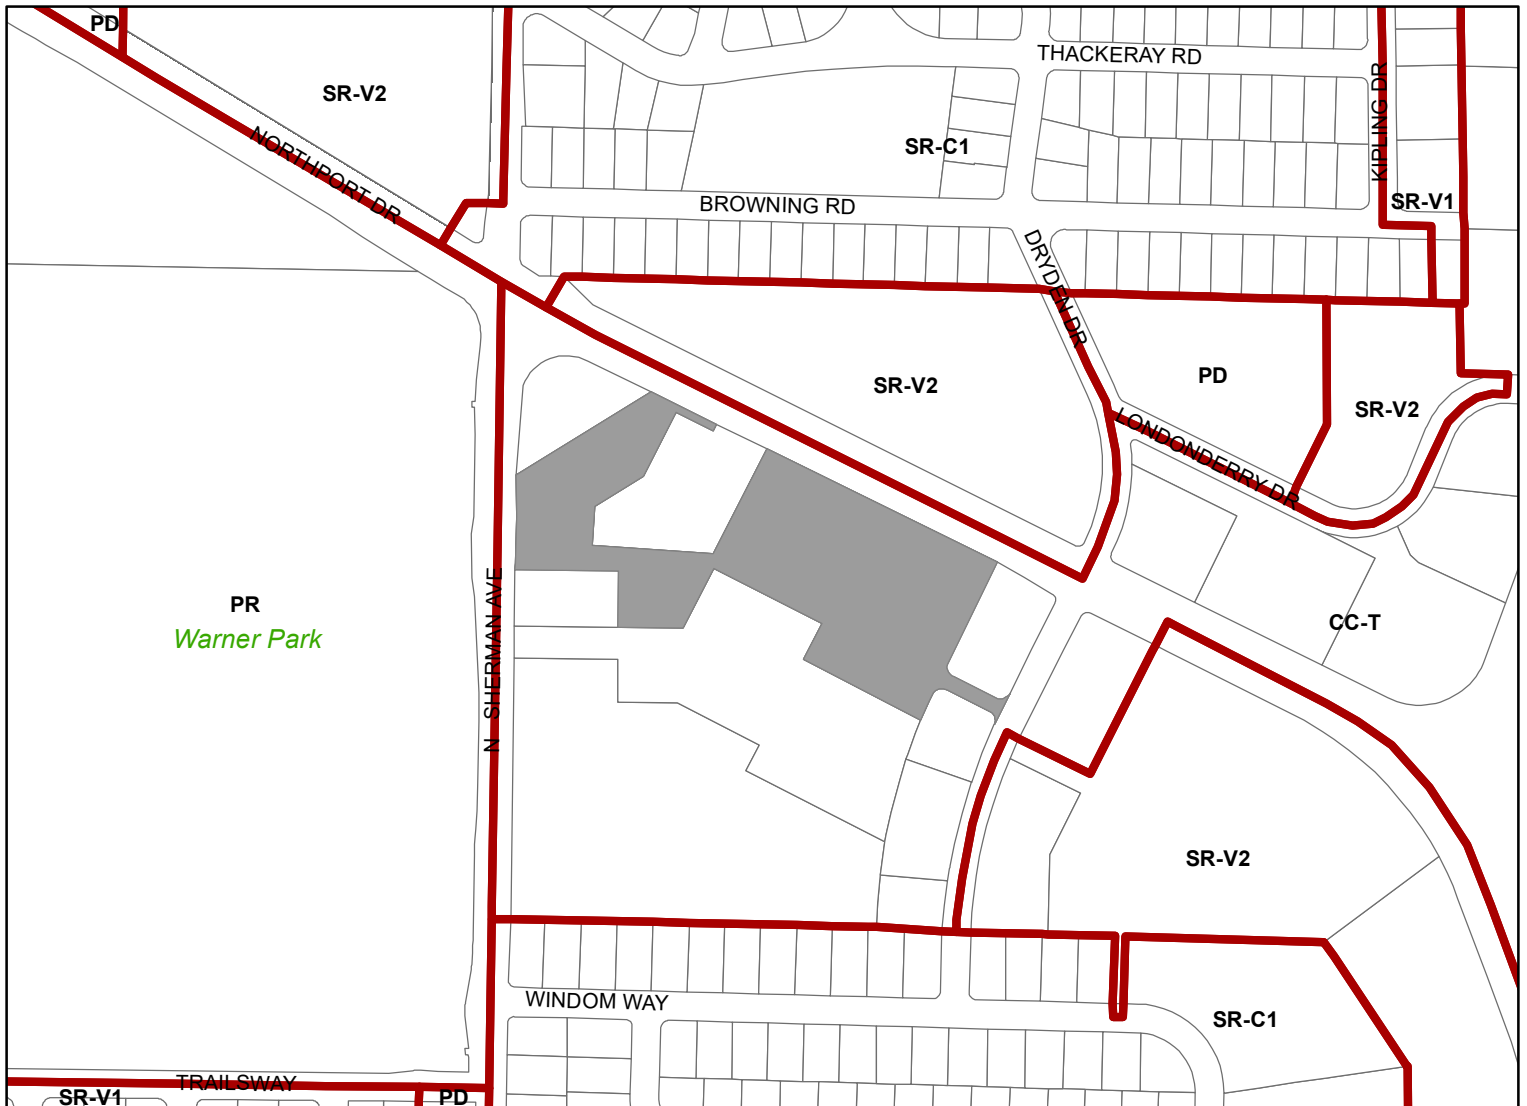 PD
THACKERAY RD
SR-V2
KIPLING DR
NORTHPORT DR
SR-C1
SR-V1
BROWNING RD
DRYDEN DR
SR-V2
PD
SR-V2
LONDONDERRY DR
PR
Warner Park
N SHERMAN AVE
CC-T
SR-V2
WINDOM WAY
SR-C1
TRAILSWAY
SR-V1
PD